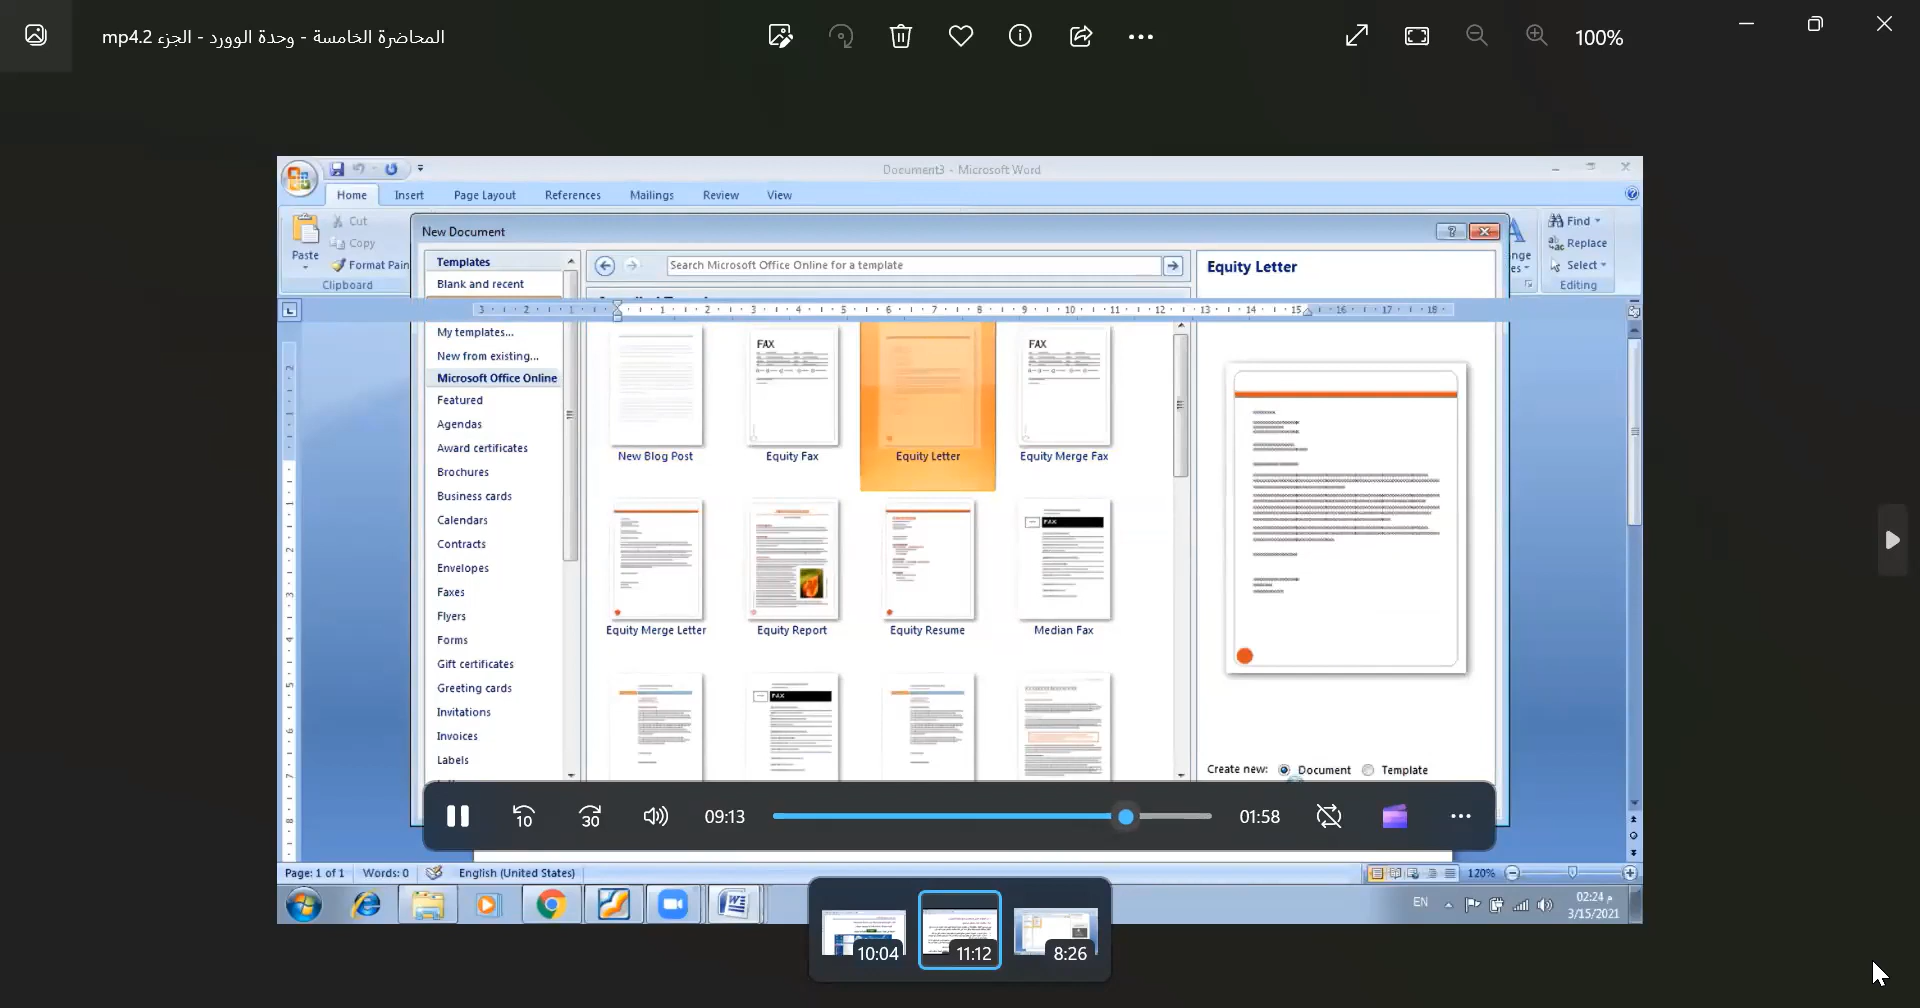 المحاضرة الخامسة - وحدة الوورد - الجزء 2.mp4
100%
Document3 - Microsoft Word
Home Insert Page Layout References Mailings Review View
Paste
Cut
Copy
Format Pain
Clipboard
Find
Replace
Select
Editing
New Document
Templates
Blank and recent
My templates...
New from existing...
Microsoft Office Online
Featured
Agendas
Award certificates
Brochures
Business cards
Calendars
Contracts
Envelopes
Faxes
Flyers
Forms
Gift certificates
Greeting cards
Invitations
Invoices
Labels
Search Microsoft Office Online for a template
Equity Letter
FAX FAX
New Blog Post Equity Fax Equity Letter Equity Merge Fax
FAX
Equity Merge Letter Equity Report Equity Resume Median Fax
FAX
Create new: Document Template
10 30 09:13 01:58
Page: 1 of 1 Words: 0 English (United States) 120%
EN
02:24 م
3/15/2021
10:04 11:12 8:26